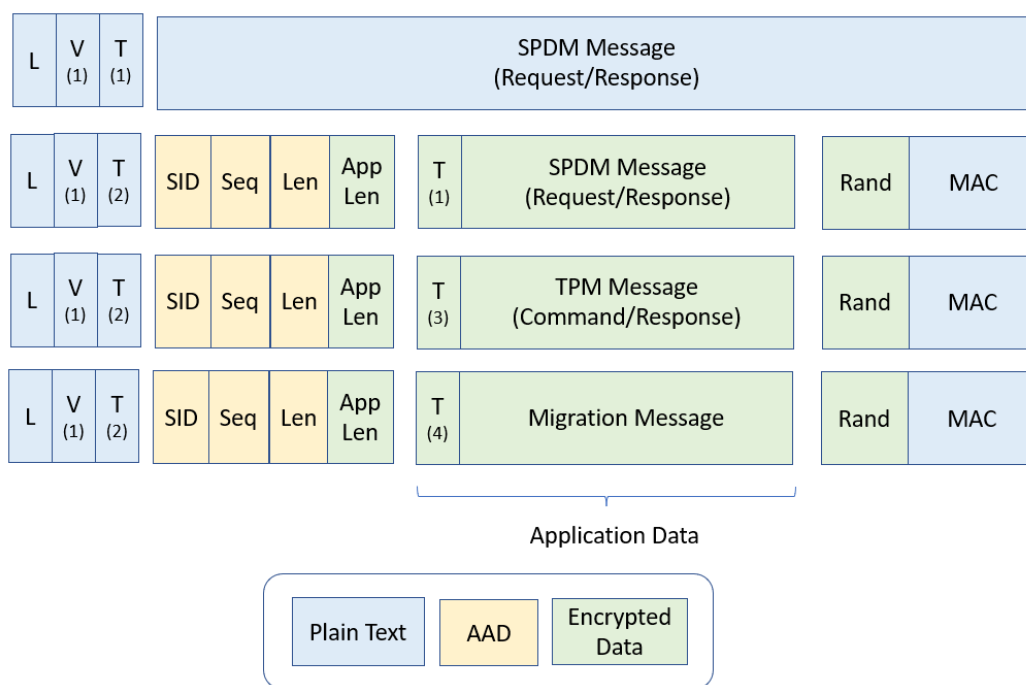 L V (1) T (1) SPDM Message
(Request/Response)
L V (1) T (2) SID Seq Len App Len T (1) SPDM Message
(Request/Response) Rand MAC
L V (1) T (2) SID Seq Len App Len T (3) TPM Message
(Command/Response) Rand MAC
L V (1) T (2) SID Seq Len App Len T (4) Migration Message Rand MAC
Application Data
Plain Text AAD Encrypted Data